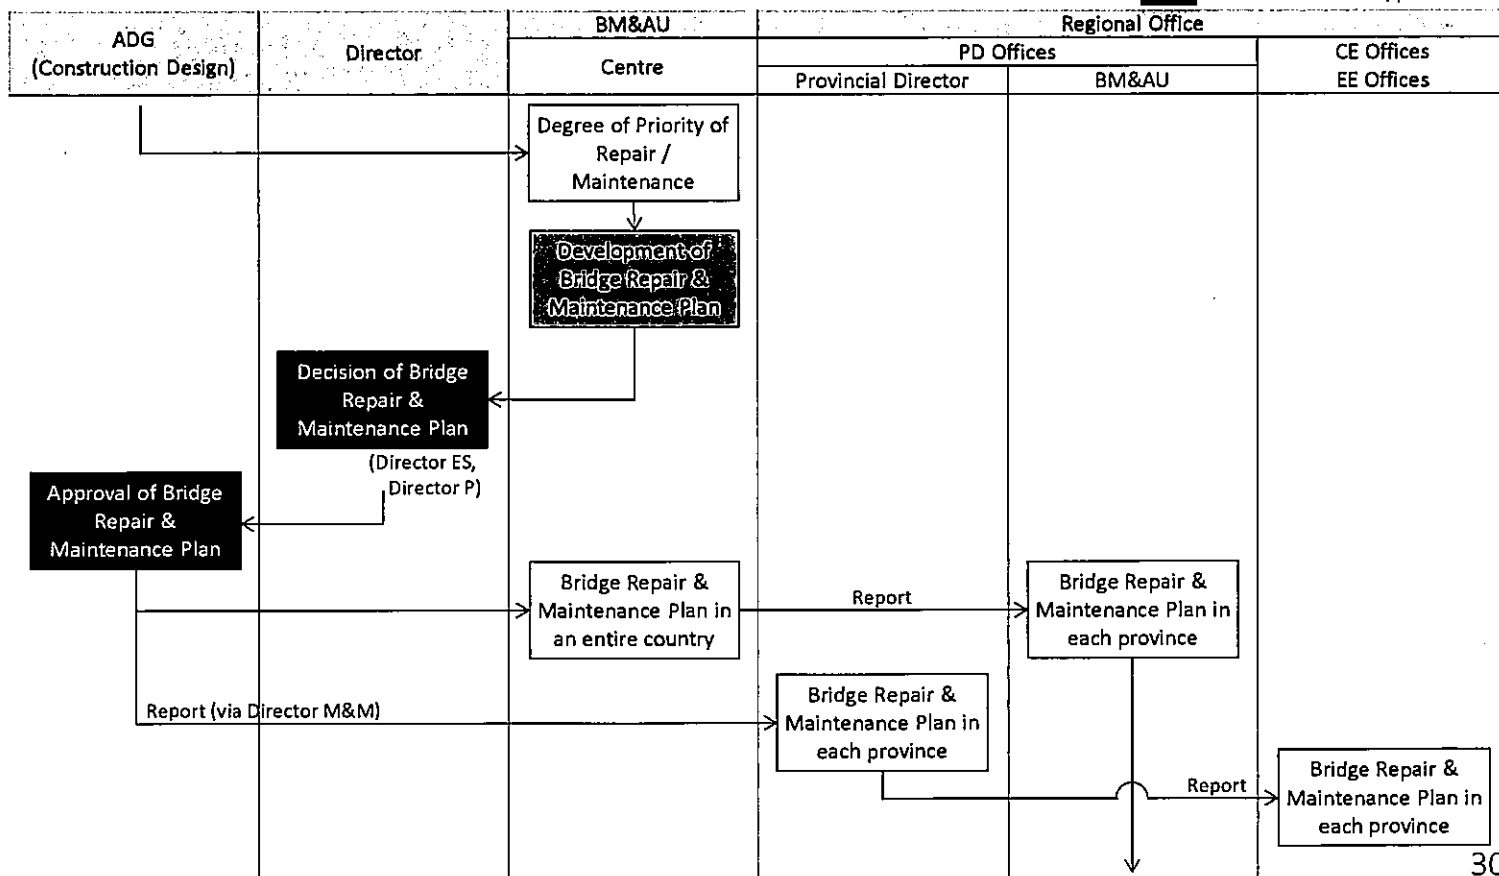 BM&AU
Regional Office
ADG
(Construction Design)
Director
Centre
PD Offices
CE Offices
EE Offices
Provincial Director
BM&AU
Degree of Priority of
Repair /
Maintenance
Development of
Bridge Repair &
Maintenance Plan
Decision of Bridge
Repair &
Maintenance Plan
(Director ES,
Director P)
Approval of Bridge
Repair &
Maintenance Plan
Bridge Repair &
Maintenance Plan in
an entire country
Report
Bridge Repair &
Maintenance Plan in
each province
Report (via Director M&M)
Bridge Repair &
Maintenance Plan in
each province
Report
Bridge Repair &
Maintenance Plan in
each province
30